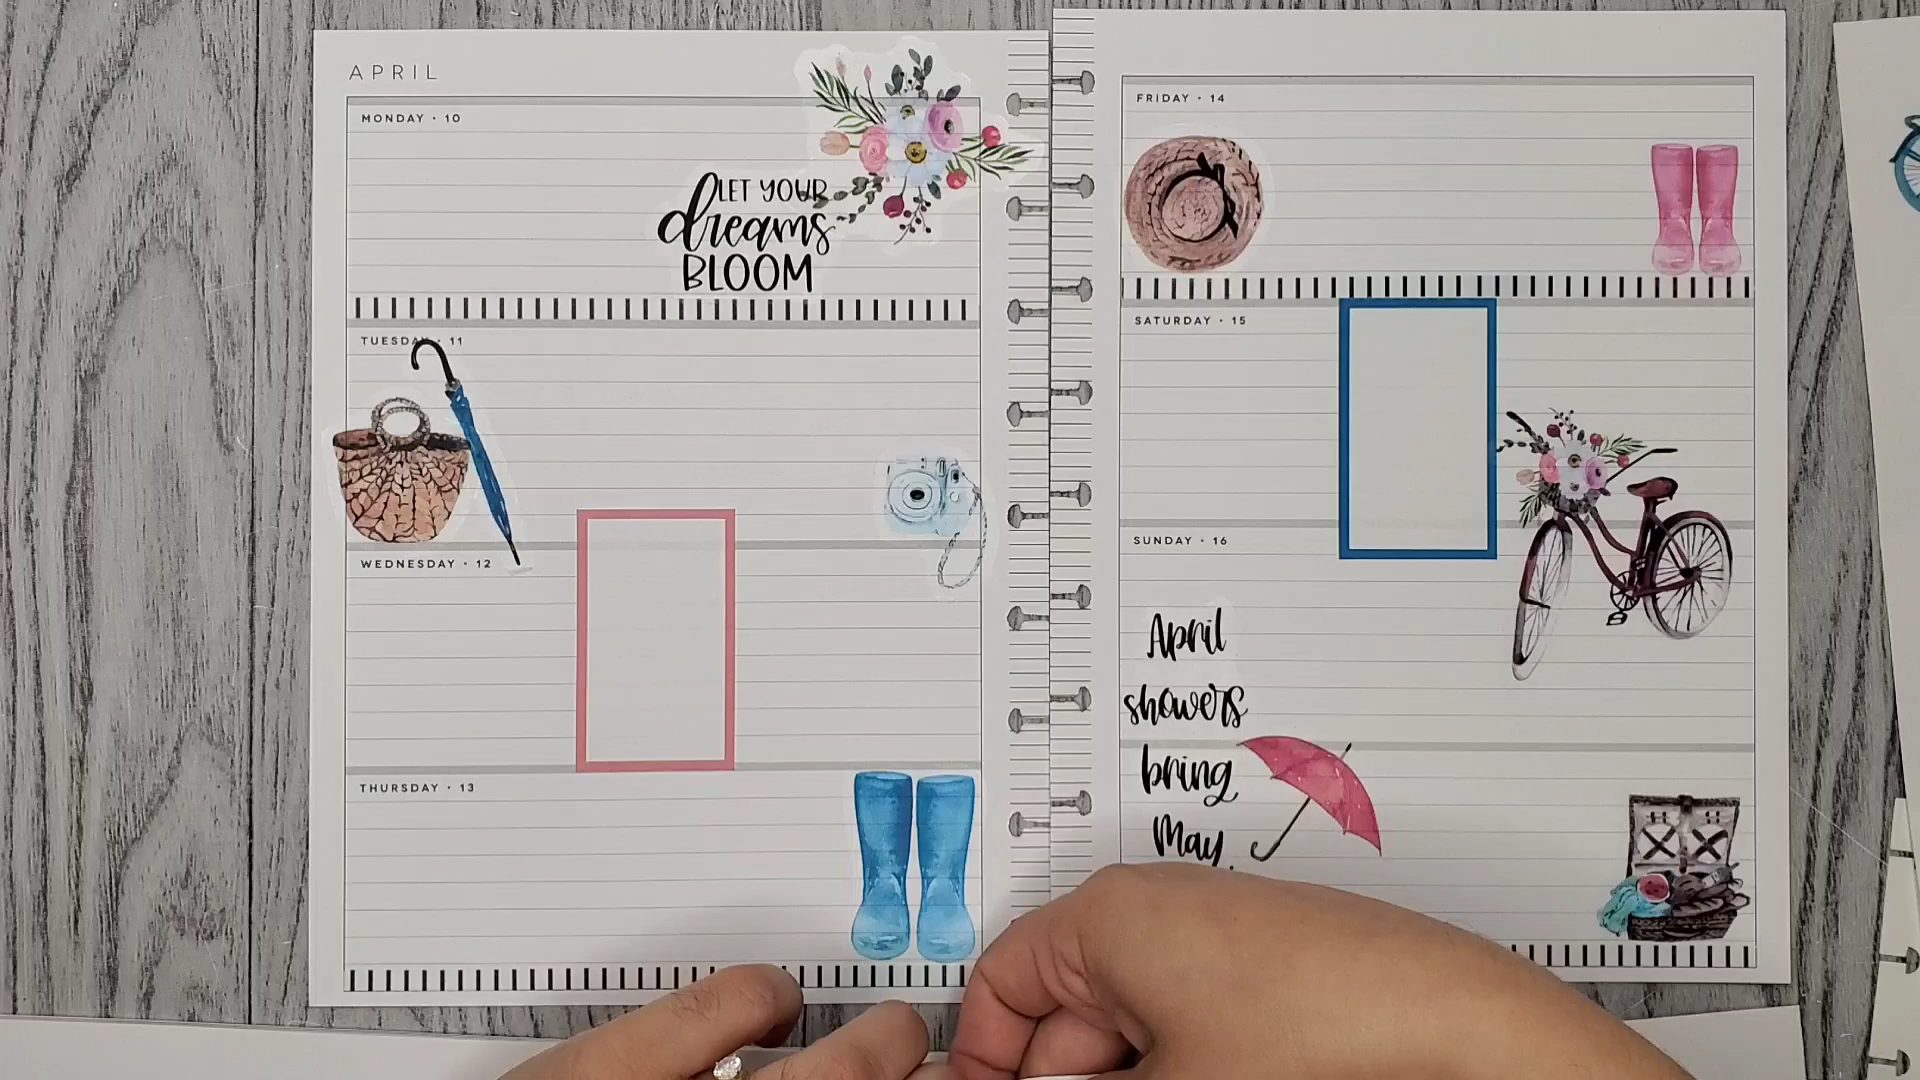 APRIL
MONDAY • 10
LET YOUR
dreams
BLOOM
TUESDAY • 11
WEDNESDAY • 12
THURSDAY • 13
FRIDAY • 14
SATURDAY • 15
SUNDAY • 16
April
showers
bring
May